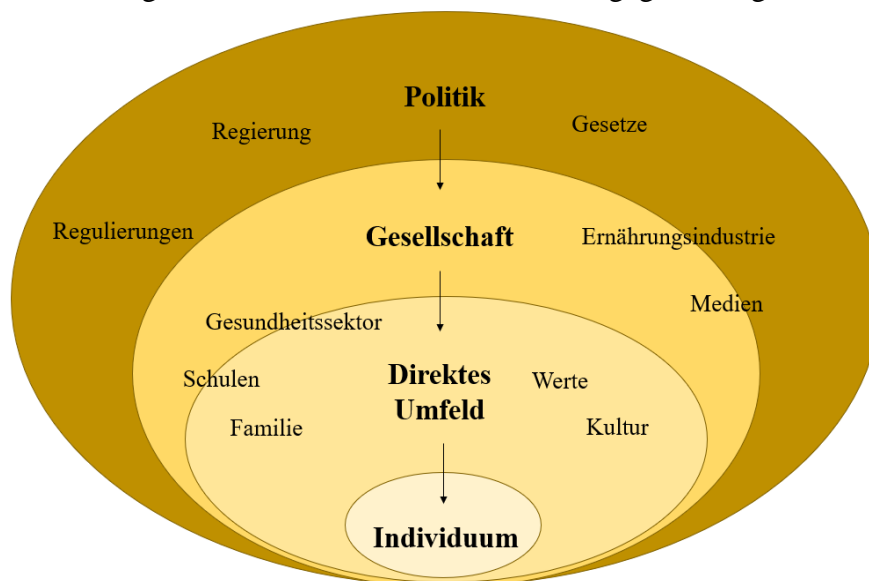 Politik
Regierung
Gesetze
Regulierungen
Gesellschaft
Ernährungsindustrie
Medien
Gesundheitssektor
Schulen
Direktes
Umfeld
Werte
Familie
Kultur
Individuum